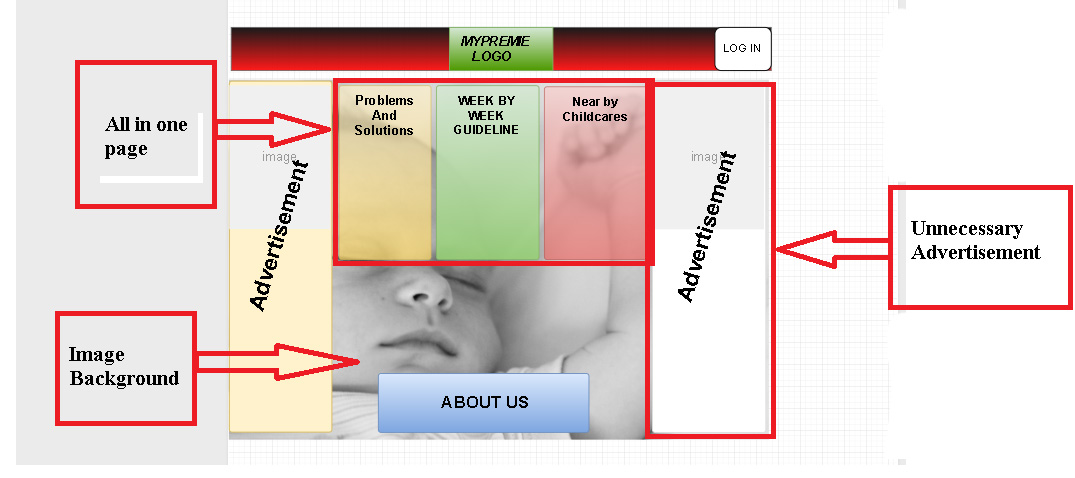 MYPREMIE
LOGO
LOG IN
All in one
page
Problems
And
Solutions
WEEK BY
WEEK
GUIDELINE
Near by
Childcares
image
Advertisement
image
Advertisement
Unnecessary
Advertisement
Image
Background
ABOUT US